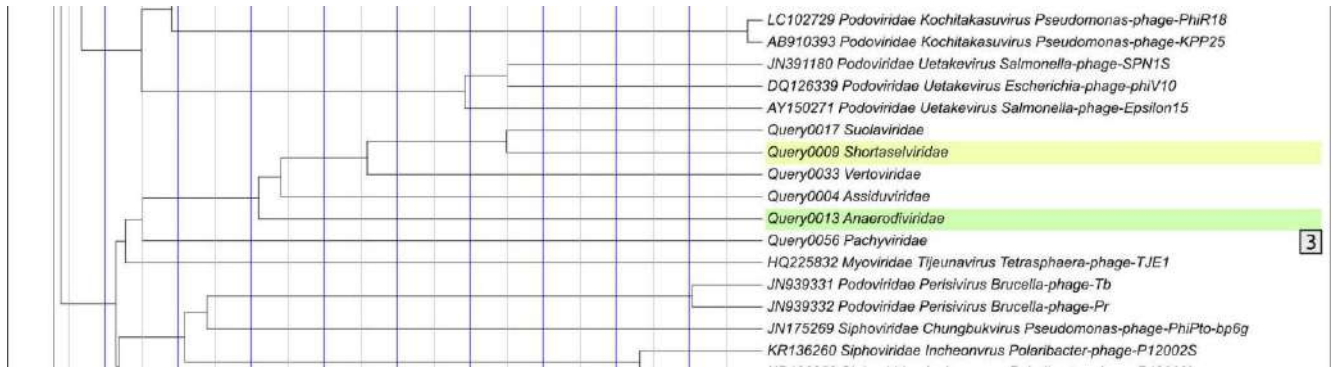 LC102729 Podoviridae Kochitakasuvirus Pseudomonas-phage-PhiR18
AB910393 Podoviridae Kochitakasuvirus Pseudomonas-phage-KPP25
JN391180 Podoviridae Uetakevirus Salmonella-phage-SPN1S
DQ126339 Podoviridae Uetakevirus Escherichia-phage-phiV10
AY150271 Podoviridae Uetakevirus Salmonella-phage-Epsilon15
Query0017 Suolaviridae
Query0009 Shortaselviridae
Query0033 Vertoviridae
Query0004 Assiduviridae
Query0013 Anaerodiviridae
Query0056 Pachyviridae
3
HQ225832 Myoviridae Tijeunavirus Tetrasphaera-phage-TJE1
JN939331 Podoviridae Perisivirus Brucella-phage-Tb
JN939332 Podoviridae Perisivirus Brucella-phage-Pr
JN175269 Siphoviridae Chungbukvirus Pseudomonas-phage-PhiPto-bp6g
KR136260 Siphoviridae Incheonvrus Polaribacter-phage-P12002S